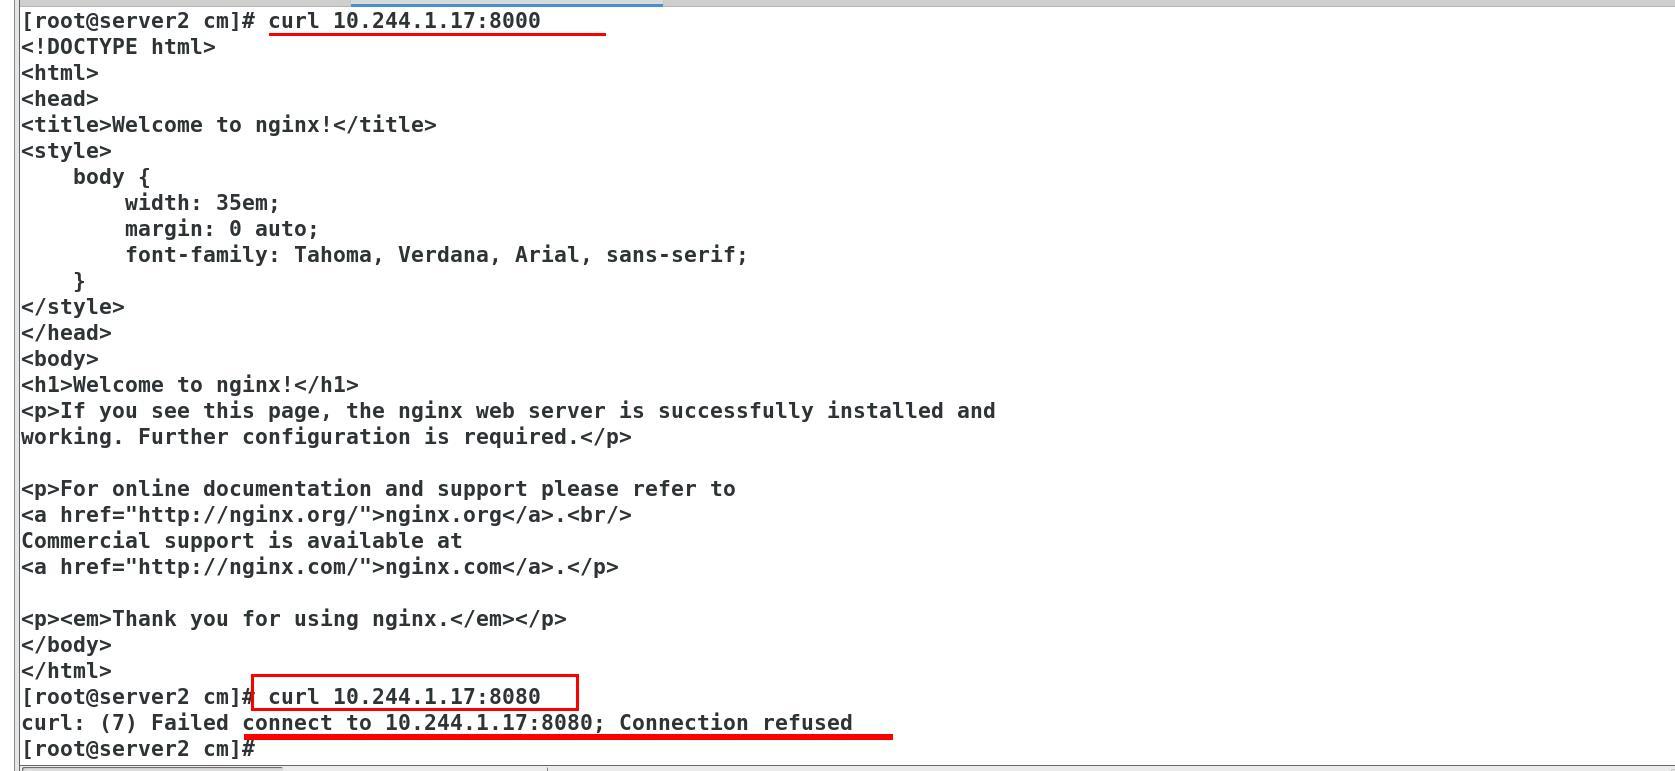 [root@server2 cm]# curl 10.244.1.17:8000
<!DOCTYPE html>
<html>
<head>
<title>Welcome to nginx!</title>
<style>
    body {
        width: 35em;
        margin: 0 auto;
        font-family: Tahoma, Verdana, Arial, sans-serif;
    }
</style>
</head>
<body>
<h1>Welcome to nginx!</h1>
<p>If you see this page, the nginx web server is successfully installed and
working. Further configuration is required.</p>

<p>For online documentation and support please refer to
<a href="http://nginx.org/">nginx.org</a>.<br/>
Commercial support is available at
<a href="http://nginx.com/">nginx.com</a>.</p>

<p><em>Thank you for using nginx.</em></p>
</body>
</html>
[root@server2 cm]# curl 10.244.1.17:8080
curl: (7) Failed connect to 10.244.1.17:8080; Connection refused
[root@server2 cm]#